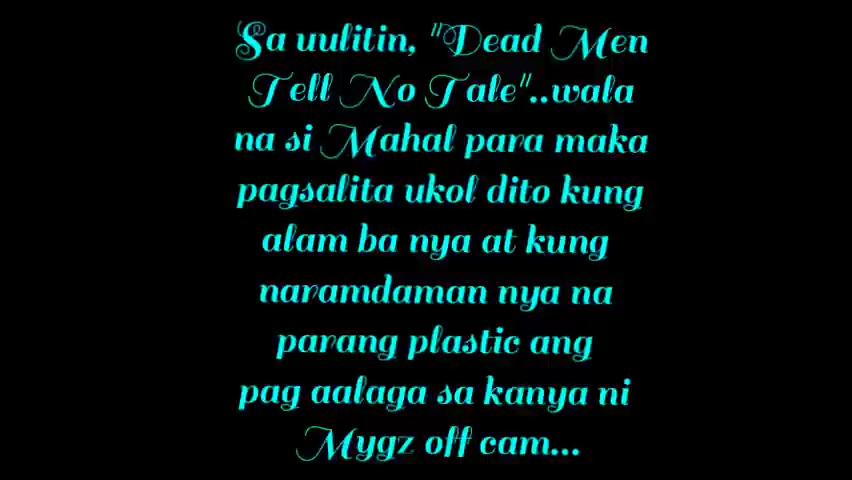 Sa uulitin, "Dead Men
Tell No Tale"..wala
na si Mahal para maka
pagsalita ukol dito kung
alam ba nya at kung
naramdaman nya na
parang plastic ang
pag aalaga sa kanya ni
Mygz off cam...